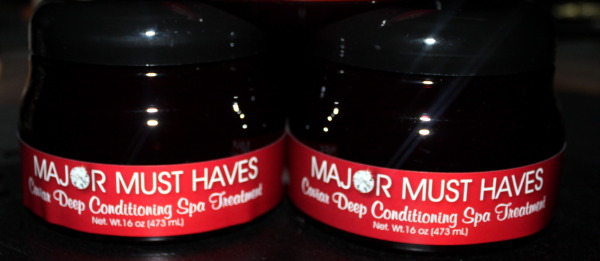 MAJOR MUST HAVES
Caviar Deep Conditioning Spa Treatment
Net. Wt. 16 oz (473 mL)
MAJOR MUST HAVES
Caviar Deep Conditioning Spa Treatment
Net. Wt. 16 oz (473 mL)